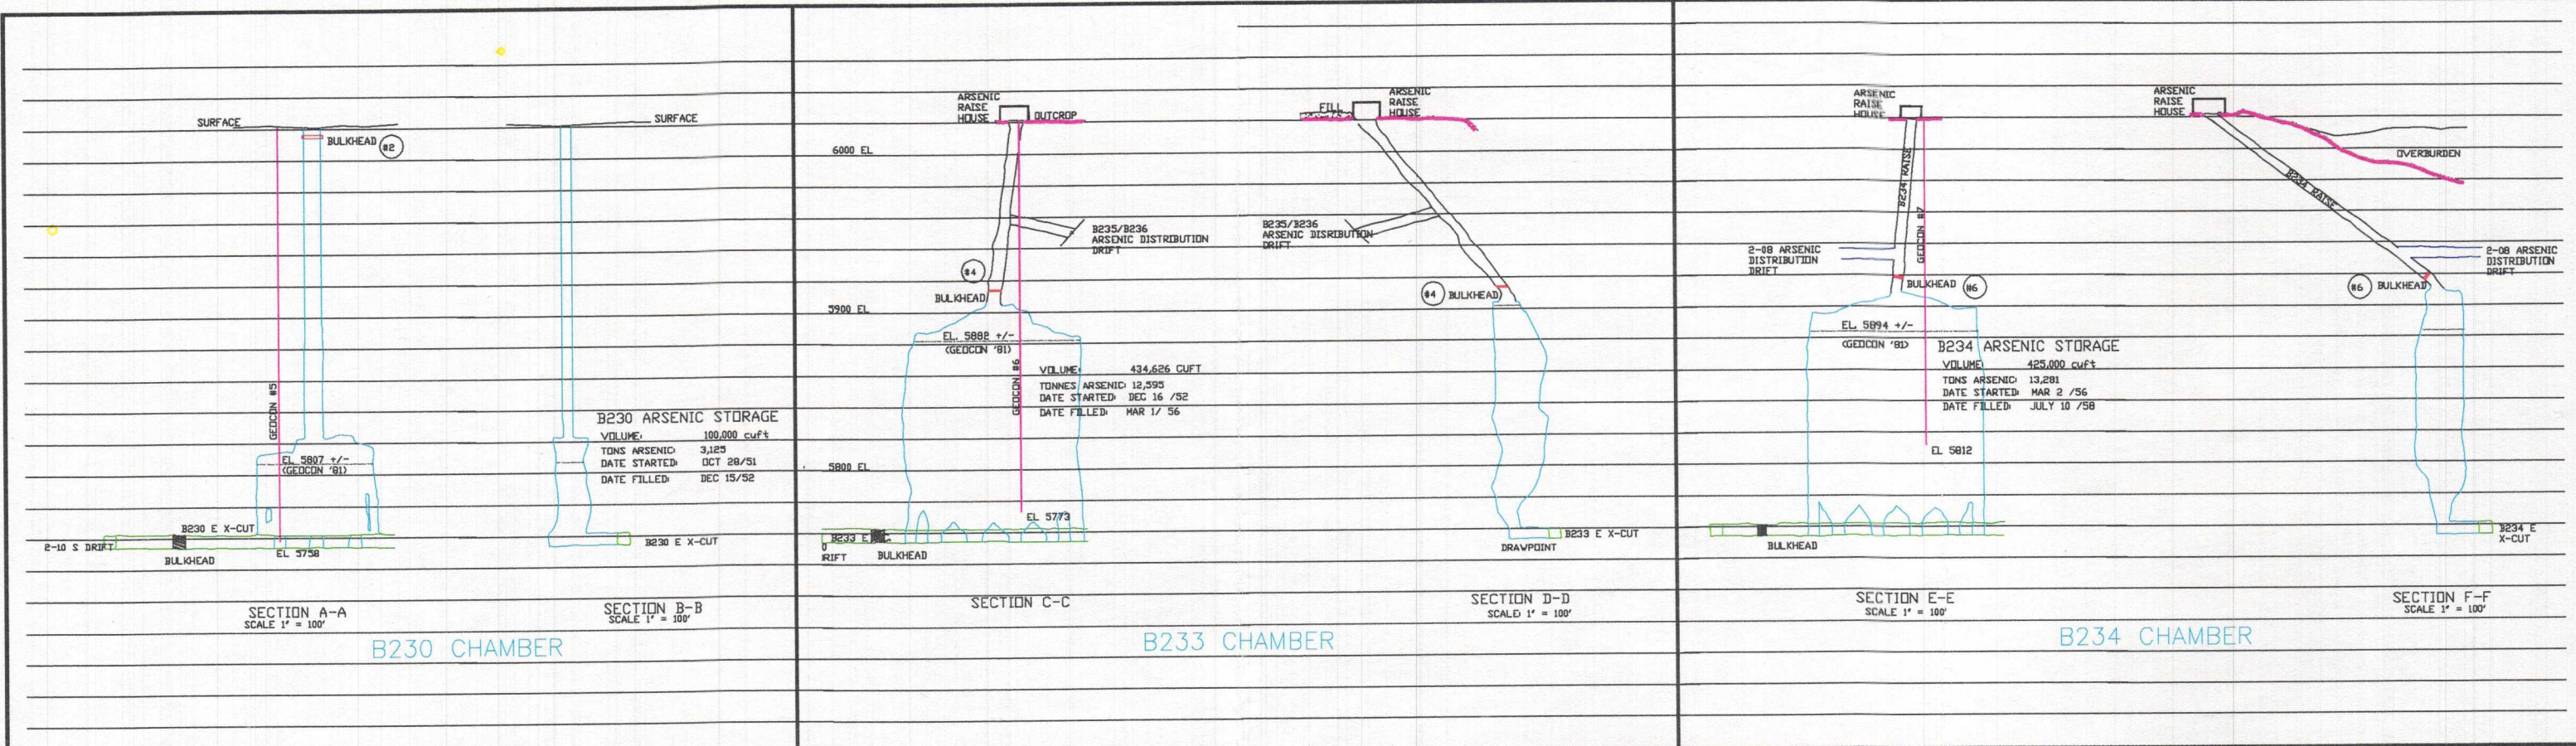 SURFACE
BULKHEAD
#2
SURFACE
GEOCON #5
EL 5807 +/-
(GEOCON '81)
B230 ARSENIC STORAGE
VOLUME: 100,000 cuft
TONS ARSENIC: 3,125
DATE STARTED: OCT 28/51
DATE FILLED: DEC 15/52
B230 E X-CUT
2-10 S DRIFT
BULKHEAD
EL 5758
B230 E X-CUT
SECTION A-A
SCALE 1" = 100'
SECTION B-B
SCALE 1" = 100'
B230 CHAMBER
ARSENIC
RAISE
HOUSE
OUTCROP
FILL
ARSENIC
RAISE
HOUSE
6000 EL
B235/B236
ARSENIC DISTRIBUTION
DRIFT
B235/B236
ARSENIC DISRIBUTION
DRIFT
#4
BULKHEAD
#4
BULKHEAD
5900 EL
EL. 5882 +/-
(GEOCON '81)
GEOCON #6
VOLUME: 434,626 CUFT
TONNES ARSENIC: 12,595
DATE STARTED: DEC 16 /52
DATE FILLED: MAR 1/ 56
5800 EL
EL 5773
B233 E
RIFT
BULKHEAD
B233 E X-CUT
DRAWPOINT
SECTION C-C
SECTION D-D
SCALE: 1" = 100'
B233 CHAMBER
ARSENIC
RAISE
HOUSE
ARSENIC
RAISE
HOUSE
B234 RAISE
GEOCON #7
OVERBURDEN
B234 RAISE
2-08 ARSENIC
DISTRIBUTION
DRIFT
2-08 ARSENIC
DISTRIBUTION
DRIFT
BULKHEAD
#6
#6
BULKHEAD
EL 5894 +/-
(GEOCON '81)
B234 ARSENIC STORAGE
VOLUME: 425,000 cuft
TONS ARSENIC: 13,281
DATE STARTED: MAR 2 /56
DATE FILLED: JULY 10 /58
EL 5812
BULKHEAD
B234 E
X-CUT
SECTION E-E
SCALE 1" = 100'
SECTION F-F
SCALE 1" = 100'
B234 CHAMBER